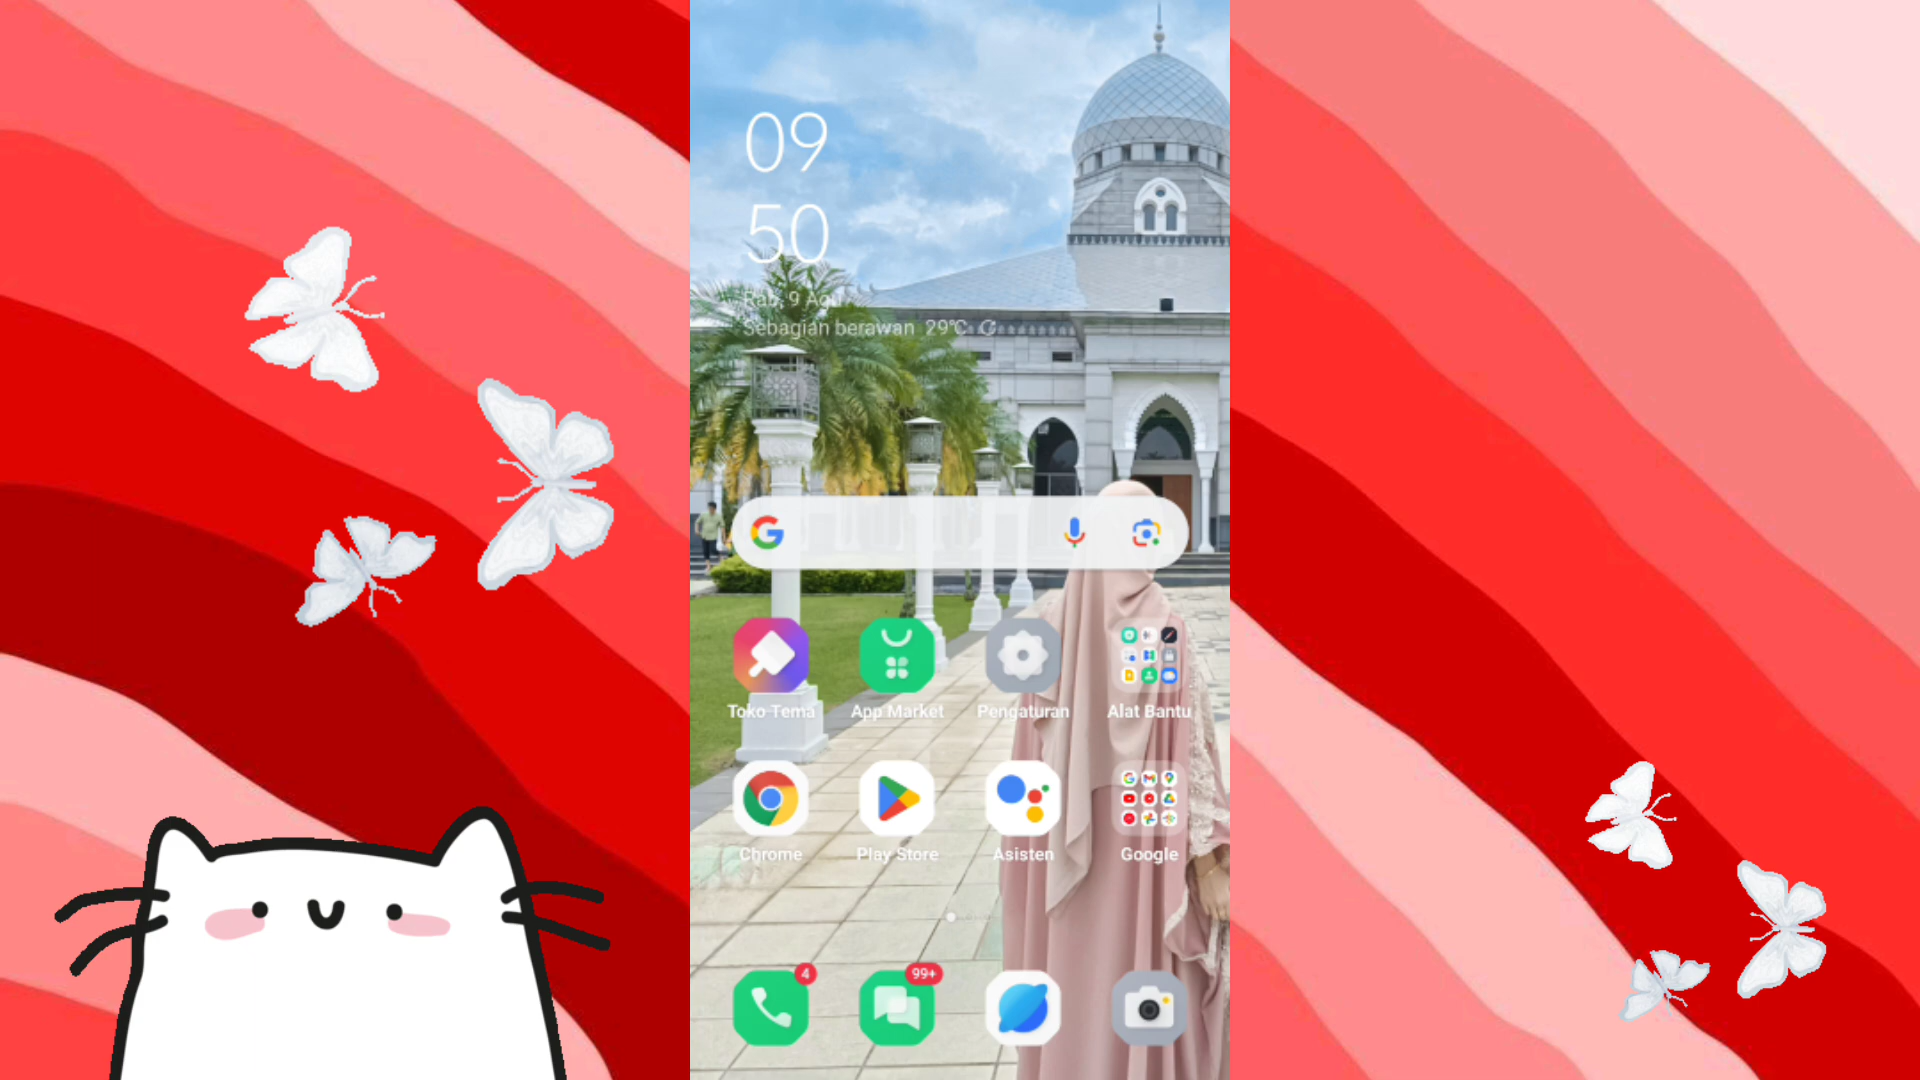 09
50
Rab, 9 Agu
Sebagian berawan 29°C
Toko Tema
App Market
Pengaturan
Alat Bantu
Chrome
Play Store
Asisten
Google
4
99+